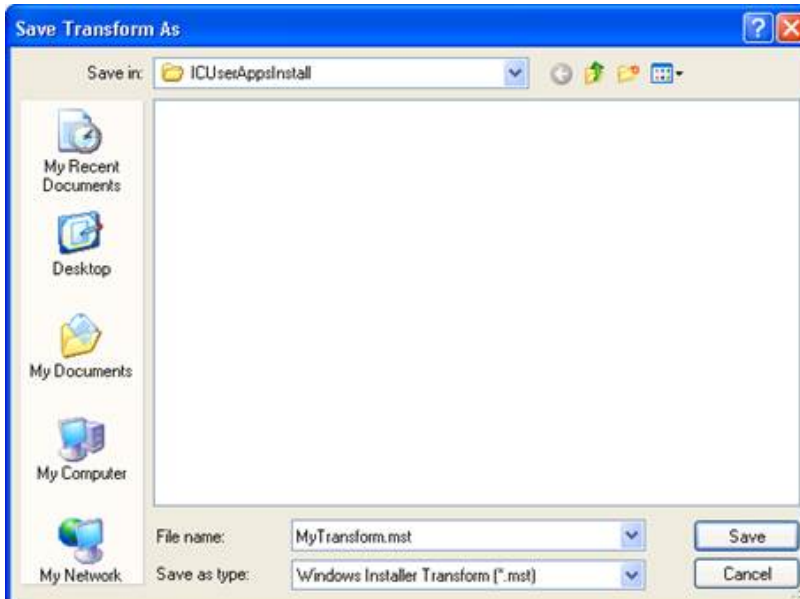 Save Transform As
Save in: ICUserAppsInstall
My Recent
Documents
Desktop
My Documents
My Computer
My Network
File name: MyTransform.mst Save
Save as type: Windows Installer Transform (*.mst) Cancel